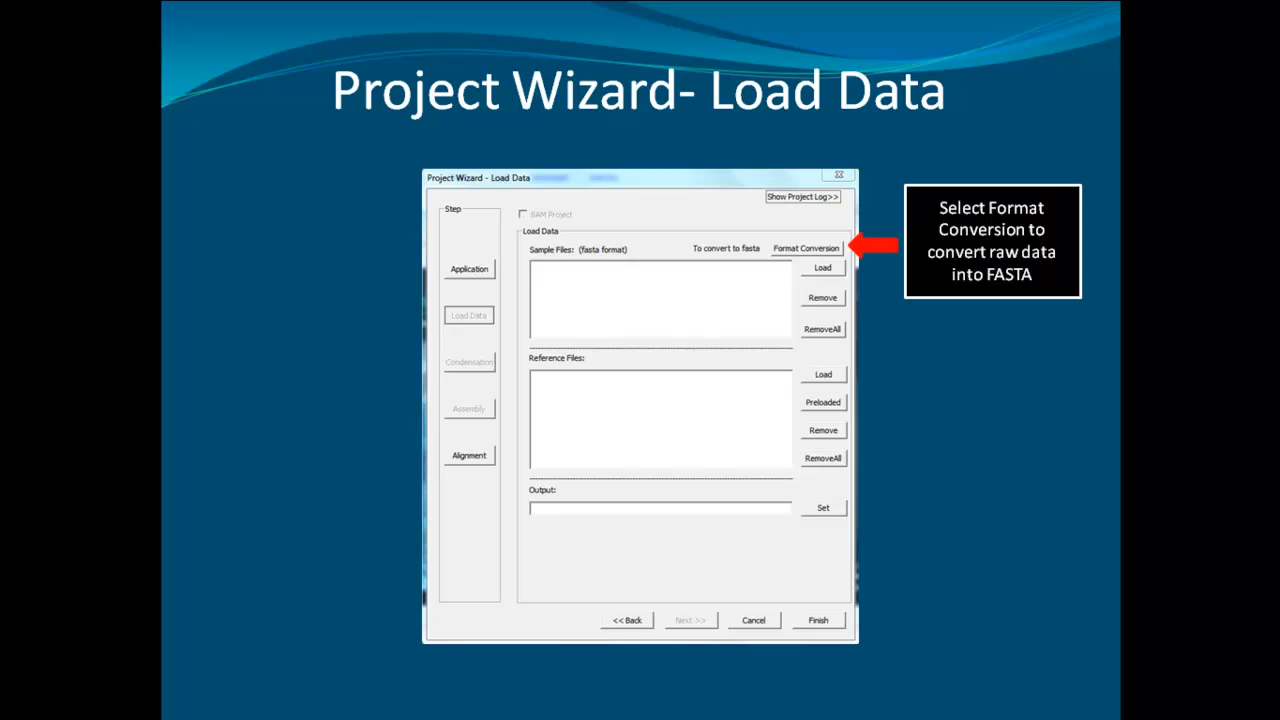 Project Wizard- Load Data
Project Wizard - Load Data
Show Project Log>>
Step
BAM Project
Load Data
Sample Files: (fasta format)
To convert to fasta
Format Conversion
Select Format
Conversion to
convert raw data
into FASTA
Application
Load
Remove
Load Data
RemoveAll
Reference Files:
Condensation
Load
Preloaded
Assembly
Remove
Alignment
RemoveAll
Output:
Set
<< Back
Next >>
Cancel
Finish